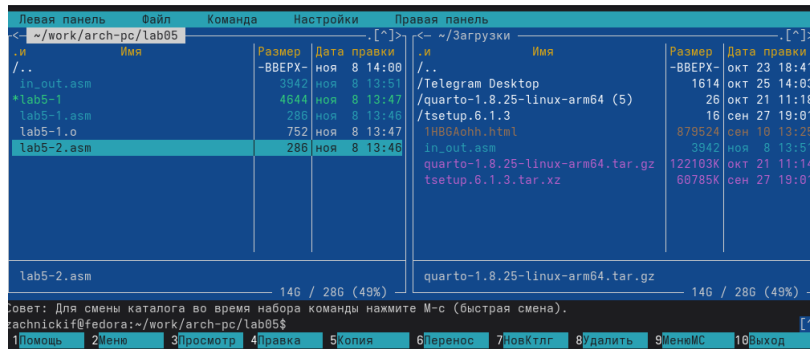 Левая панель Файл Команда Настройки Правая панель
<— ~/work/arch-pc/lab05 .[^]> <— ~/Загрузки .[^]>
.и Имя Размер Дата правки .и Имя Размер Дата правки
/.. -ВВЕРХ- ноя 8 14:00 /.. -ВВЕРХ- окт 23 18:41
in_out.asm 3942 ноя 8 13:51 /Telegram Desktop 1614 окт 25 14:03
*lab5-1 4644 ноя 8 13:47 /quarto-1.8.25-linux-arm64 (5) 26 окт 21 11:18
lab5-1.asm 286 ноя 8 13:46 /tsetup.6.1.3 16 сен 27 19:01
lab5-1.o 752 ноя 8 13:47 1HBGAohh.html 879524 сен 10 13:25
lab5-2.asm 286 ноя 8 13:46 in_out.asm 3942 ноя 8 13:51
quarto-1.8.25-linux-arm64.tar.gz 122103K окт 21 11:14
tsetup.6.1.3.tar.xz 60785K сен 27 19:01
lab5-2.asm quarto-1.8.25-linux-arm64.tar.gz
14G / 28G (49%) 14G / 28G (49%)
Совет: Для смены каталога во время набора команды нажмите M-c (быстрая смена).
zachnickif@fedora:~/work/arch-pc/lab05$ [^
1Помощь 2Меню 3Просмотр 4Правка 5Копия 6Перенос 7НовКтлг 8Удалить 9МенюMC 10Выход